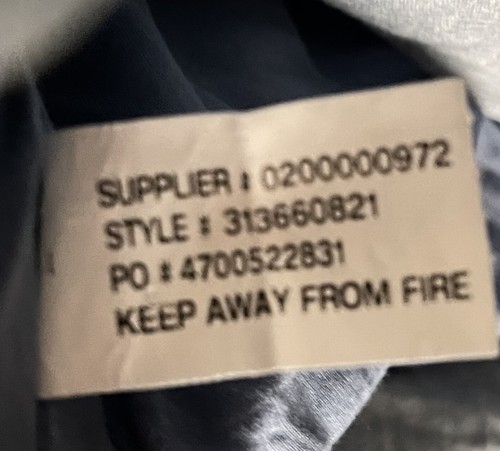 SUPPLIER : 0200000972
STYLE # 313660821
PO # 4700522831
KEEP AWAY FROM FIRE